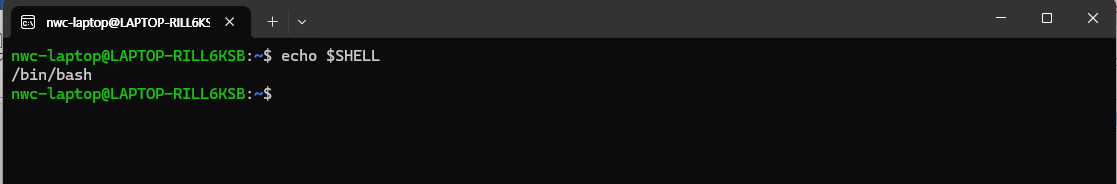 nwc-laptop@LAPTOP-RILL6KS
nwc-laptop@LAPTOP-RILL6KSB:~$ echo $SHELL
/bin/bash
nwc-laptop@LAPTOP-RILL6KSB:~$